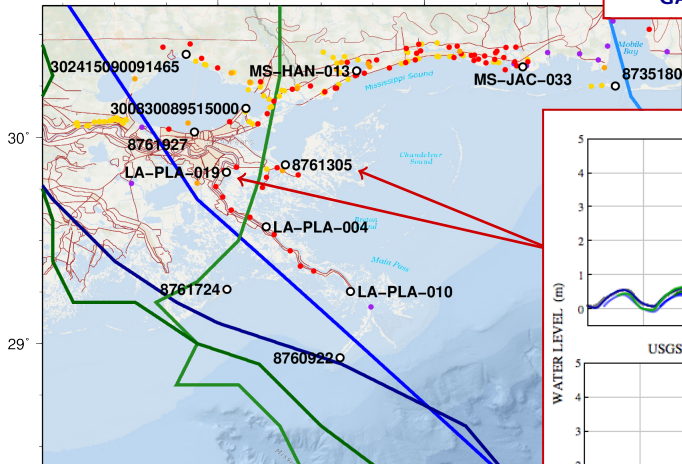 GA
Mobile
Bay
302415090091465
MS-HAN-013
Mississippi Sound
MS-JAC-033
8735180
300830089515000
30˚
8761927
Chandeleur
Sound
8761305
LA-PLA-019
LA-PLA-004
Main Pass
8761724
LA-PLA-010
29˚
8760922
WATER LEVEL (m)
5
4
3
2
1
0
USGS
5
4
3
2